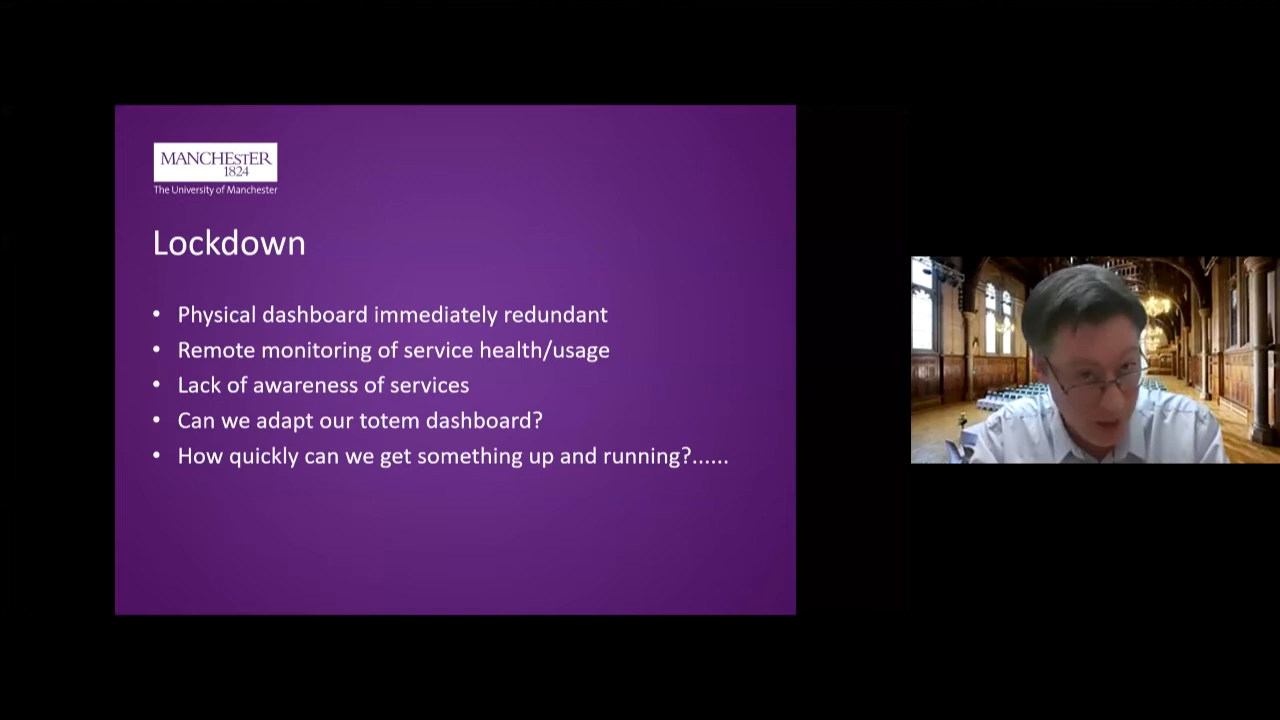 MANCHESTER
1824
The University of Manchester
Lockdown
• Physical dashboard immediately redundant
• Remote monitoring of service health/usage
• Lack of awareness of services
• Can we adapt our totem dashboard?
• How quickly can we get something up and running?......